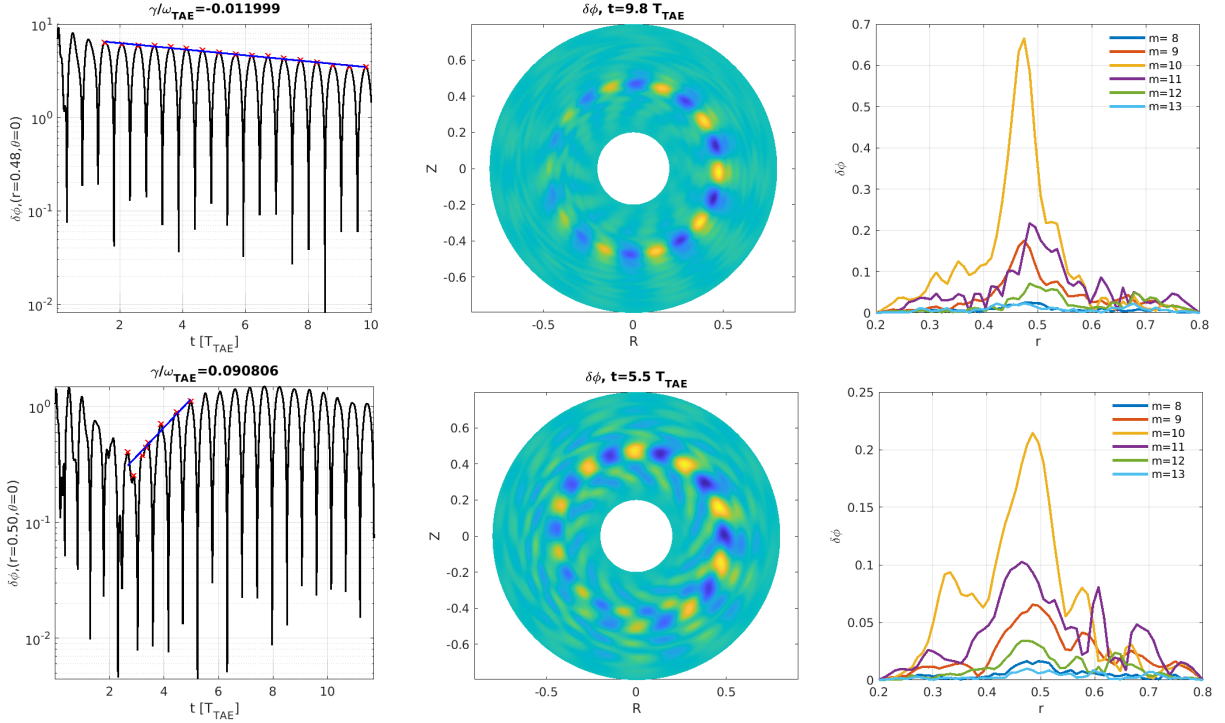 γ/ω_TAE=-0.011999
10^1
10^0
10^-1
10^-2
2 4 6 8 10
t [T_TAE]
δϕ,(r=0.48,θ=0)
δϕ, t=9.8 T_TAE
0.6
0.4
0.2
0
-0.2
-0.4
-0.6
-0.5 0 0.5
R
Z
0.7
0.6
0.5
0.4
0.3
0.2
0.1
0
0.2 0.3 0.4 0.5 0.6 0.7 0.8
r
δϕ
m= 8
m= 9
m=10
m=11
m=12
m=13
γ/ω_TAE=0.090806
10^0
10^-1
10^-2
2 4 6 8 10
t [T_TAE]
δϕ,(r=0.50,θ=0)
δϕ, t=5.5 T_TAE
0.6
0.4
0.2
0
-0.2
-0.4
-0.6
-0.5 0 0.5
R
Z
0.25
0.2
0.15
0.1
0.05
0
0.2 0.3 0.4 0.5 0.6 0.7 0.8
r
δϕ
m= 8
m= 9
m=10
m=11
m=12
m=13